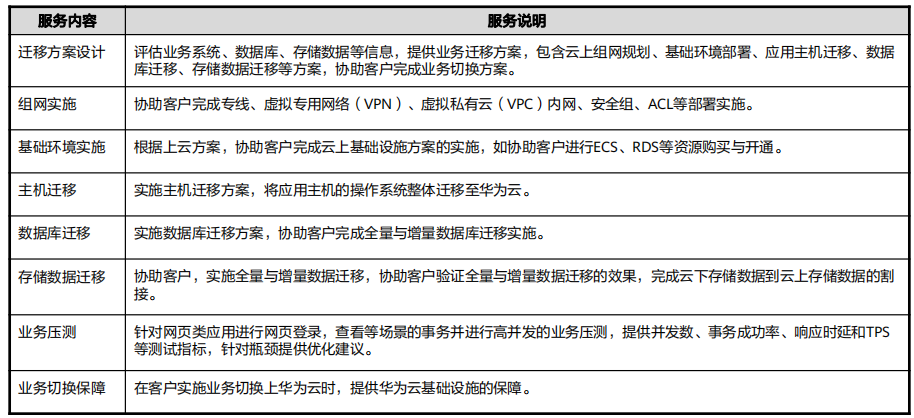 服务内容 服务说明
迁移方案设计 评估业务系统、数据库、存储数据等信息，提供业务迁移方案，包含云上组网规划、基础环境部署、应用主机迁移、数据
库迁移、存储数据迁移等方案，协助客户完成业务切换方案。
组网实施 协助客户完成专线、虚拟专用网络（VPN）、虚拟私有云（VPC）内网、安全组、ACL等部署实施。
基础环境实施 根据上云方案，协助客户完成云上基础设施方案的实施，如协助客户进行ECS、RDS等资源购买与开通。
主机迁移 实施主机迁移方案，将应用主机的操作系统整体迁移至华为云。
数据库迁移 实施数据库迁移方案，协助客户完成全量与增量数据库迁移实施。
存储数据迁移 协助客户，实施全量与增量数据迁移，协助客户验证全量与增量数据迁移的效果，完成云下存储数据到云上存储数据的割
接。
业务压测 针对网页类应用进行网页登录，查看等场景的事务并进行高并发的业务压测，提供并发数、事务成功率、响应时延和TPS
等测试指标，针对瓶颈提供优化建议。
业务切换保障 在客户实施业务切换上华为云时，提供华为云基础设施的保障。